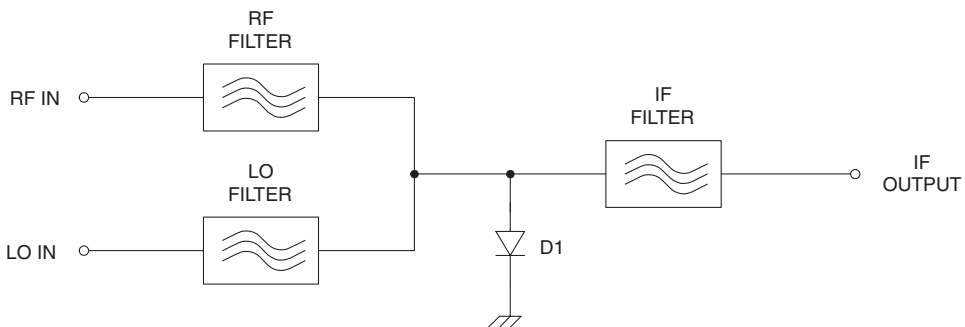 RF
FILTER
RF IN
LO
FILTER
LO IN
IF
FILTER
IF
OUTPUT
D1